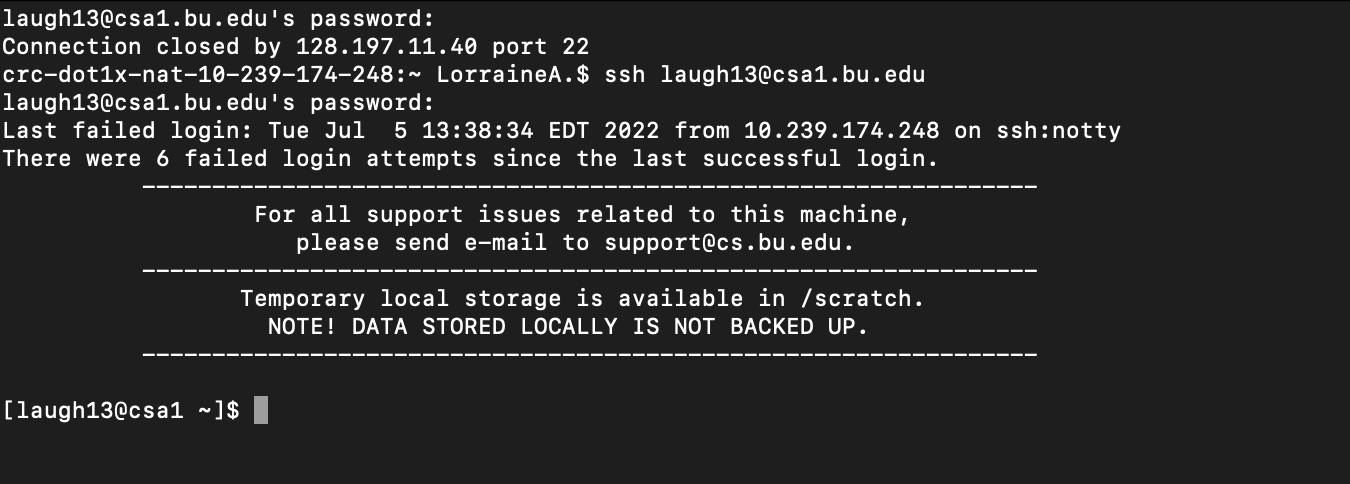 laugh13@csa1.bu.edu's password:
Connection closed by 128.197.11.40 port 22
crc-dot1x-nat-10-239-174-248:~ LorraineA.$ ssh laugh13@csa1.bu.edu
laugh13@csa1.bu.edu's password:
Last failed login: Tue Jul  5 13:38:34 EDT 2022 from 10.239.174.248 on ssh:notty
There were 6 failed login attempts since the last successful login.
----------------------------------------------------------------
For all support issues related to this machine,
please send e-mail to support@cs.bu.edu.
----------------------------------------------------------------
Temporary local storage is available in /scratch.
NOTE! DATA STORED LOCALLY IS NOT BACKED UP.
----------------------------------------------------------------
[laugh13@csa1 ~]$